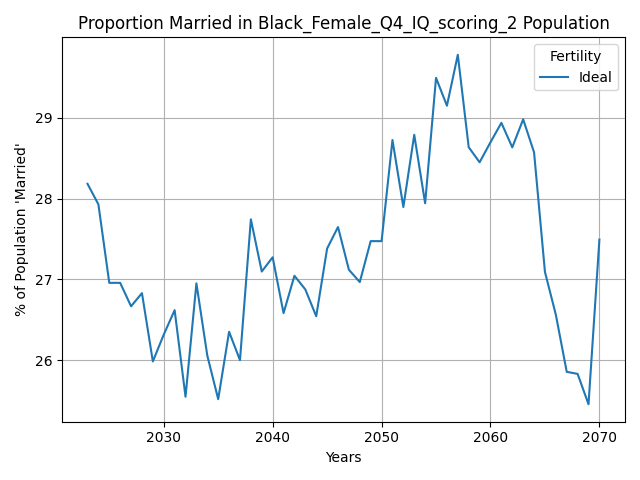 Proportion Married in Black_Female_Q4_IQ_scoring_2 Population
Fertility
Ideal
% of Population 'Married'
29
28
27
26
2030
2040
2050
2060
2070
Years